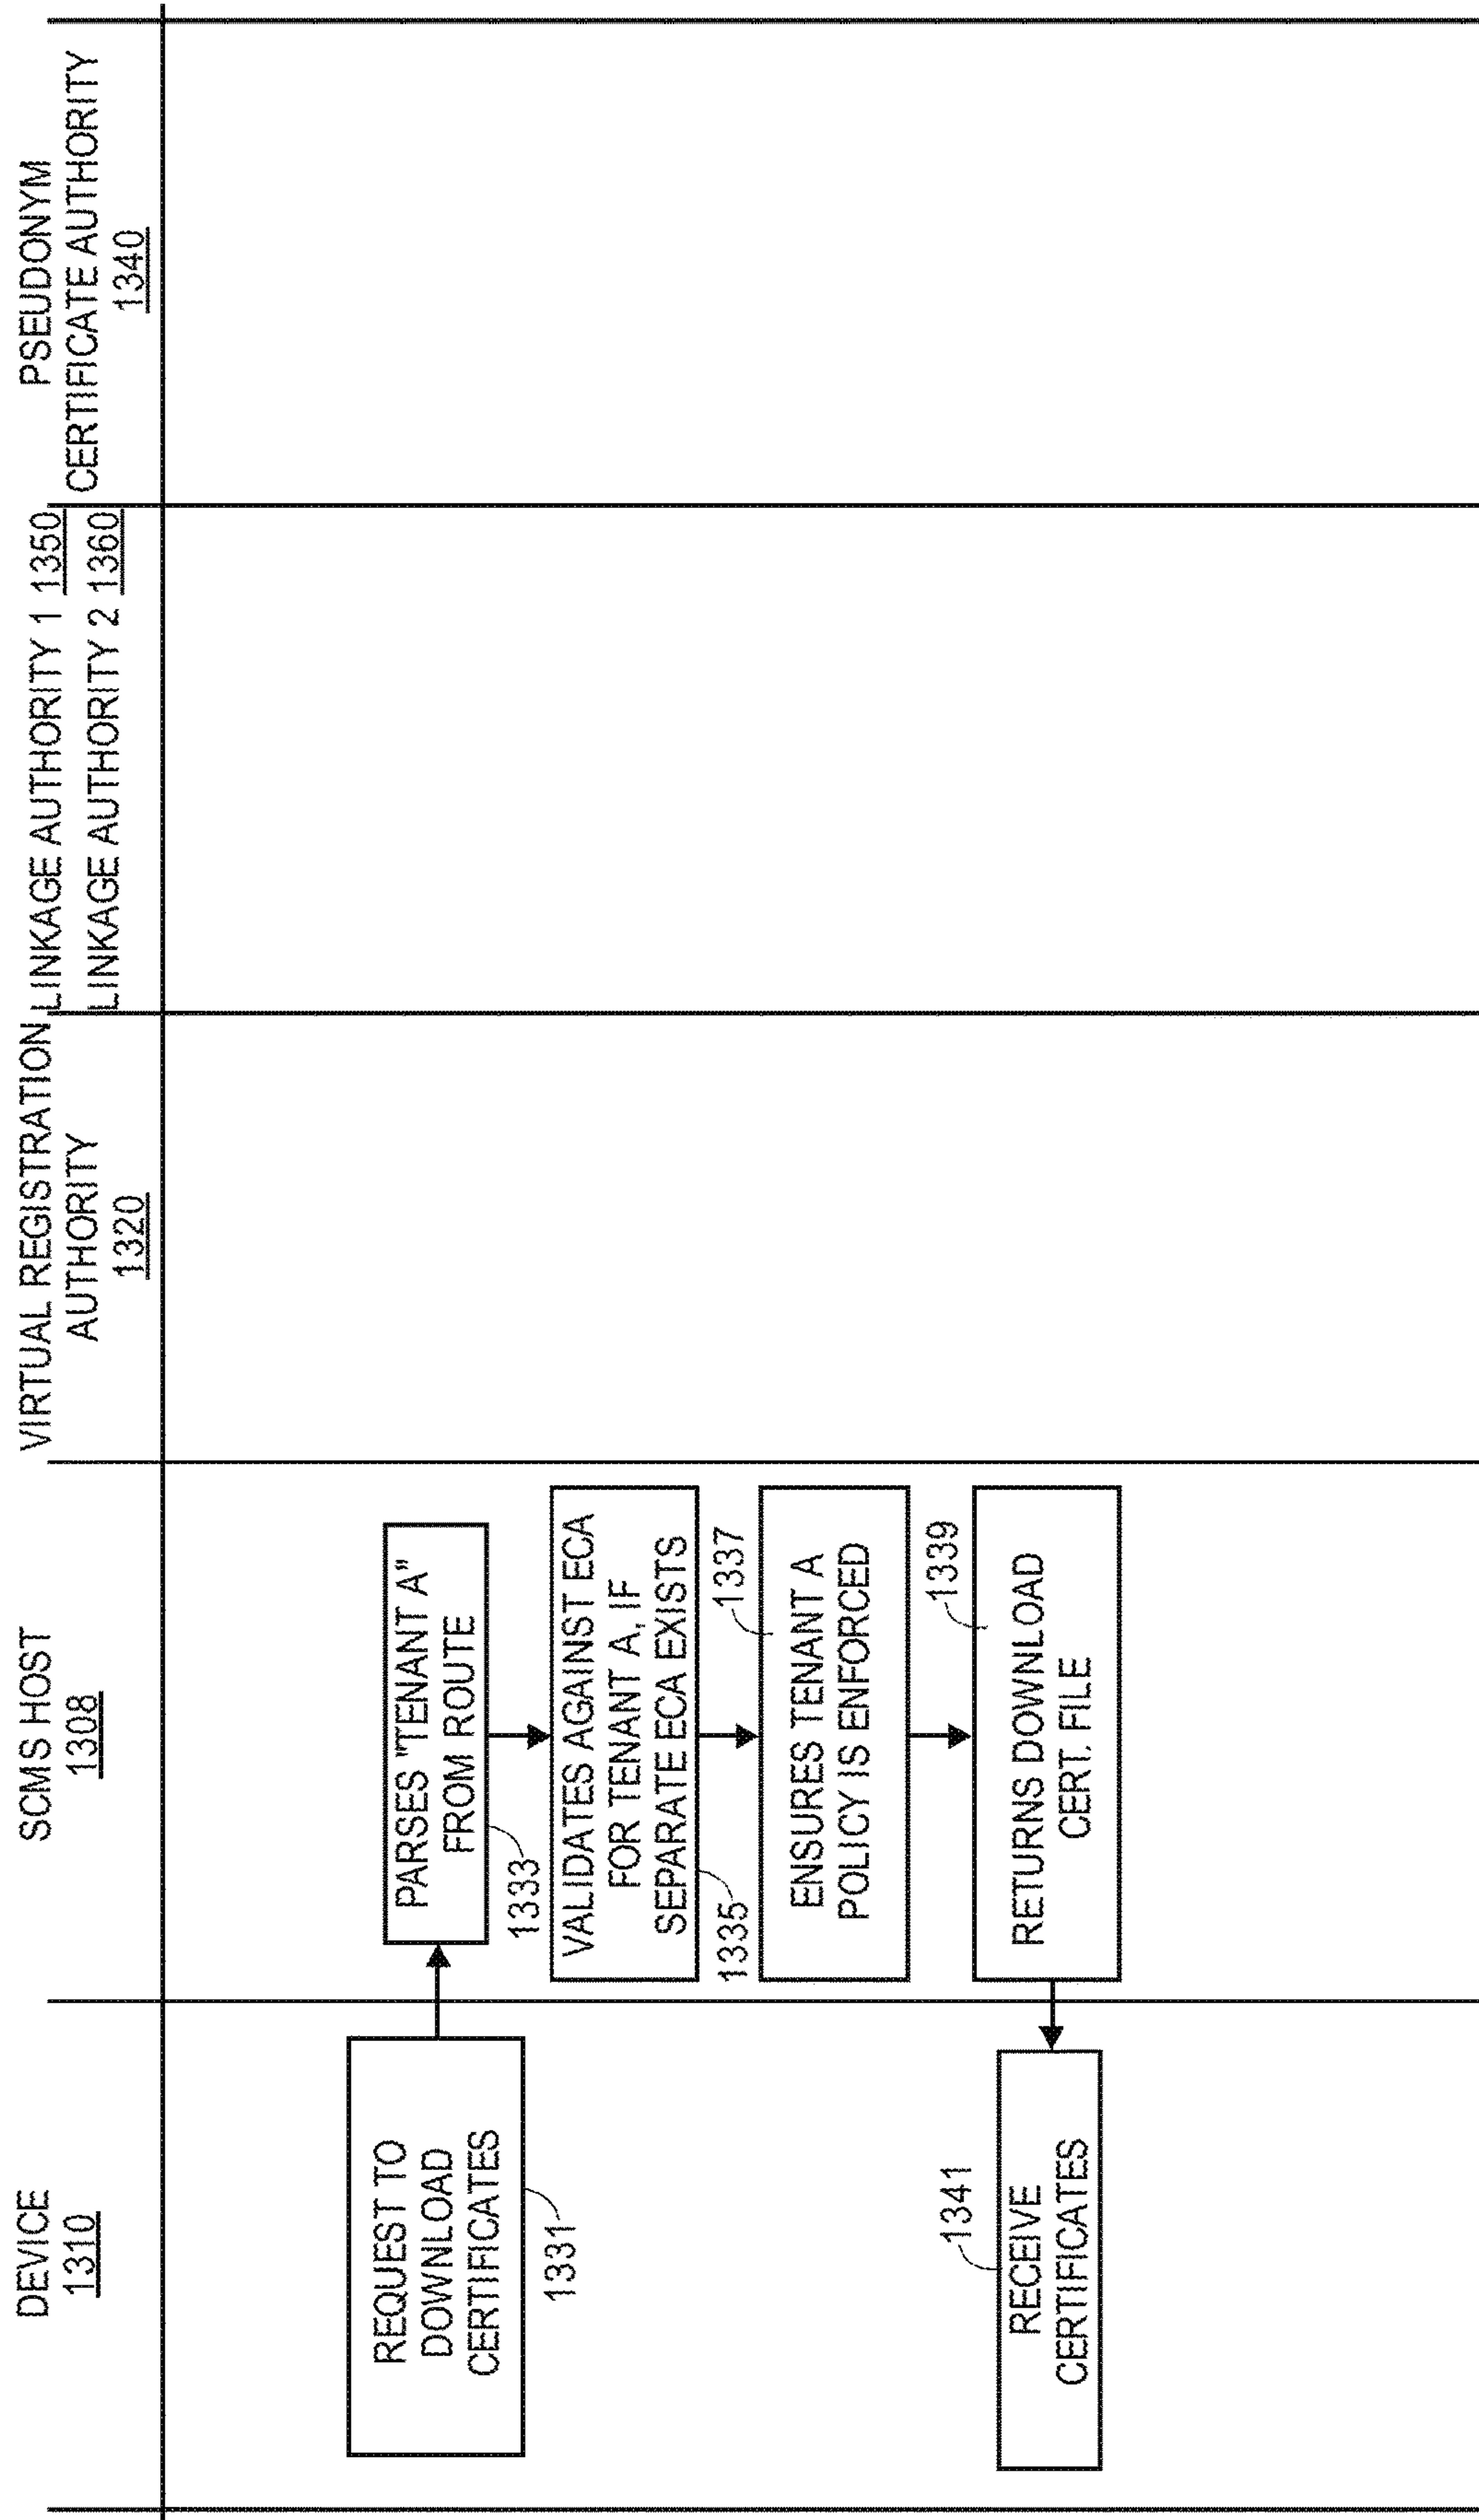 DEVICE
1310
SCMS HOST
1308
VIRTUAL REGISTRATION
AUTHORITY
1320
LINKAGE AUTHORITY 1 1350
LINKAGE AUTHORITY 2 1360
PSEUDONYM
CERTIFICATE AUTHORITY
1340
REQUEST TO
DOWNLOAD
CERTIFICATES
1331
PARSES "TENANT A"
FROM ROUTE
1333
VALIDATES AGAINST ECA
FOR TENANT A, IF
SEPARATE ECA EXISTS
1335
1337
ENSURES TENANT A
POLICY IS ENFORCED
1339
RETURNS DOWNLOAD
CERT. FILE
1341
RECEIVE
CERTIFICATES